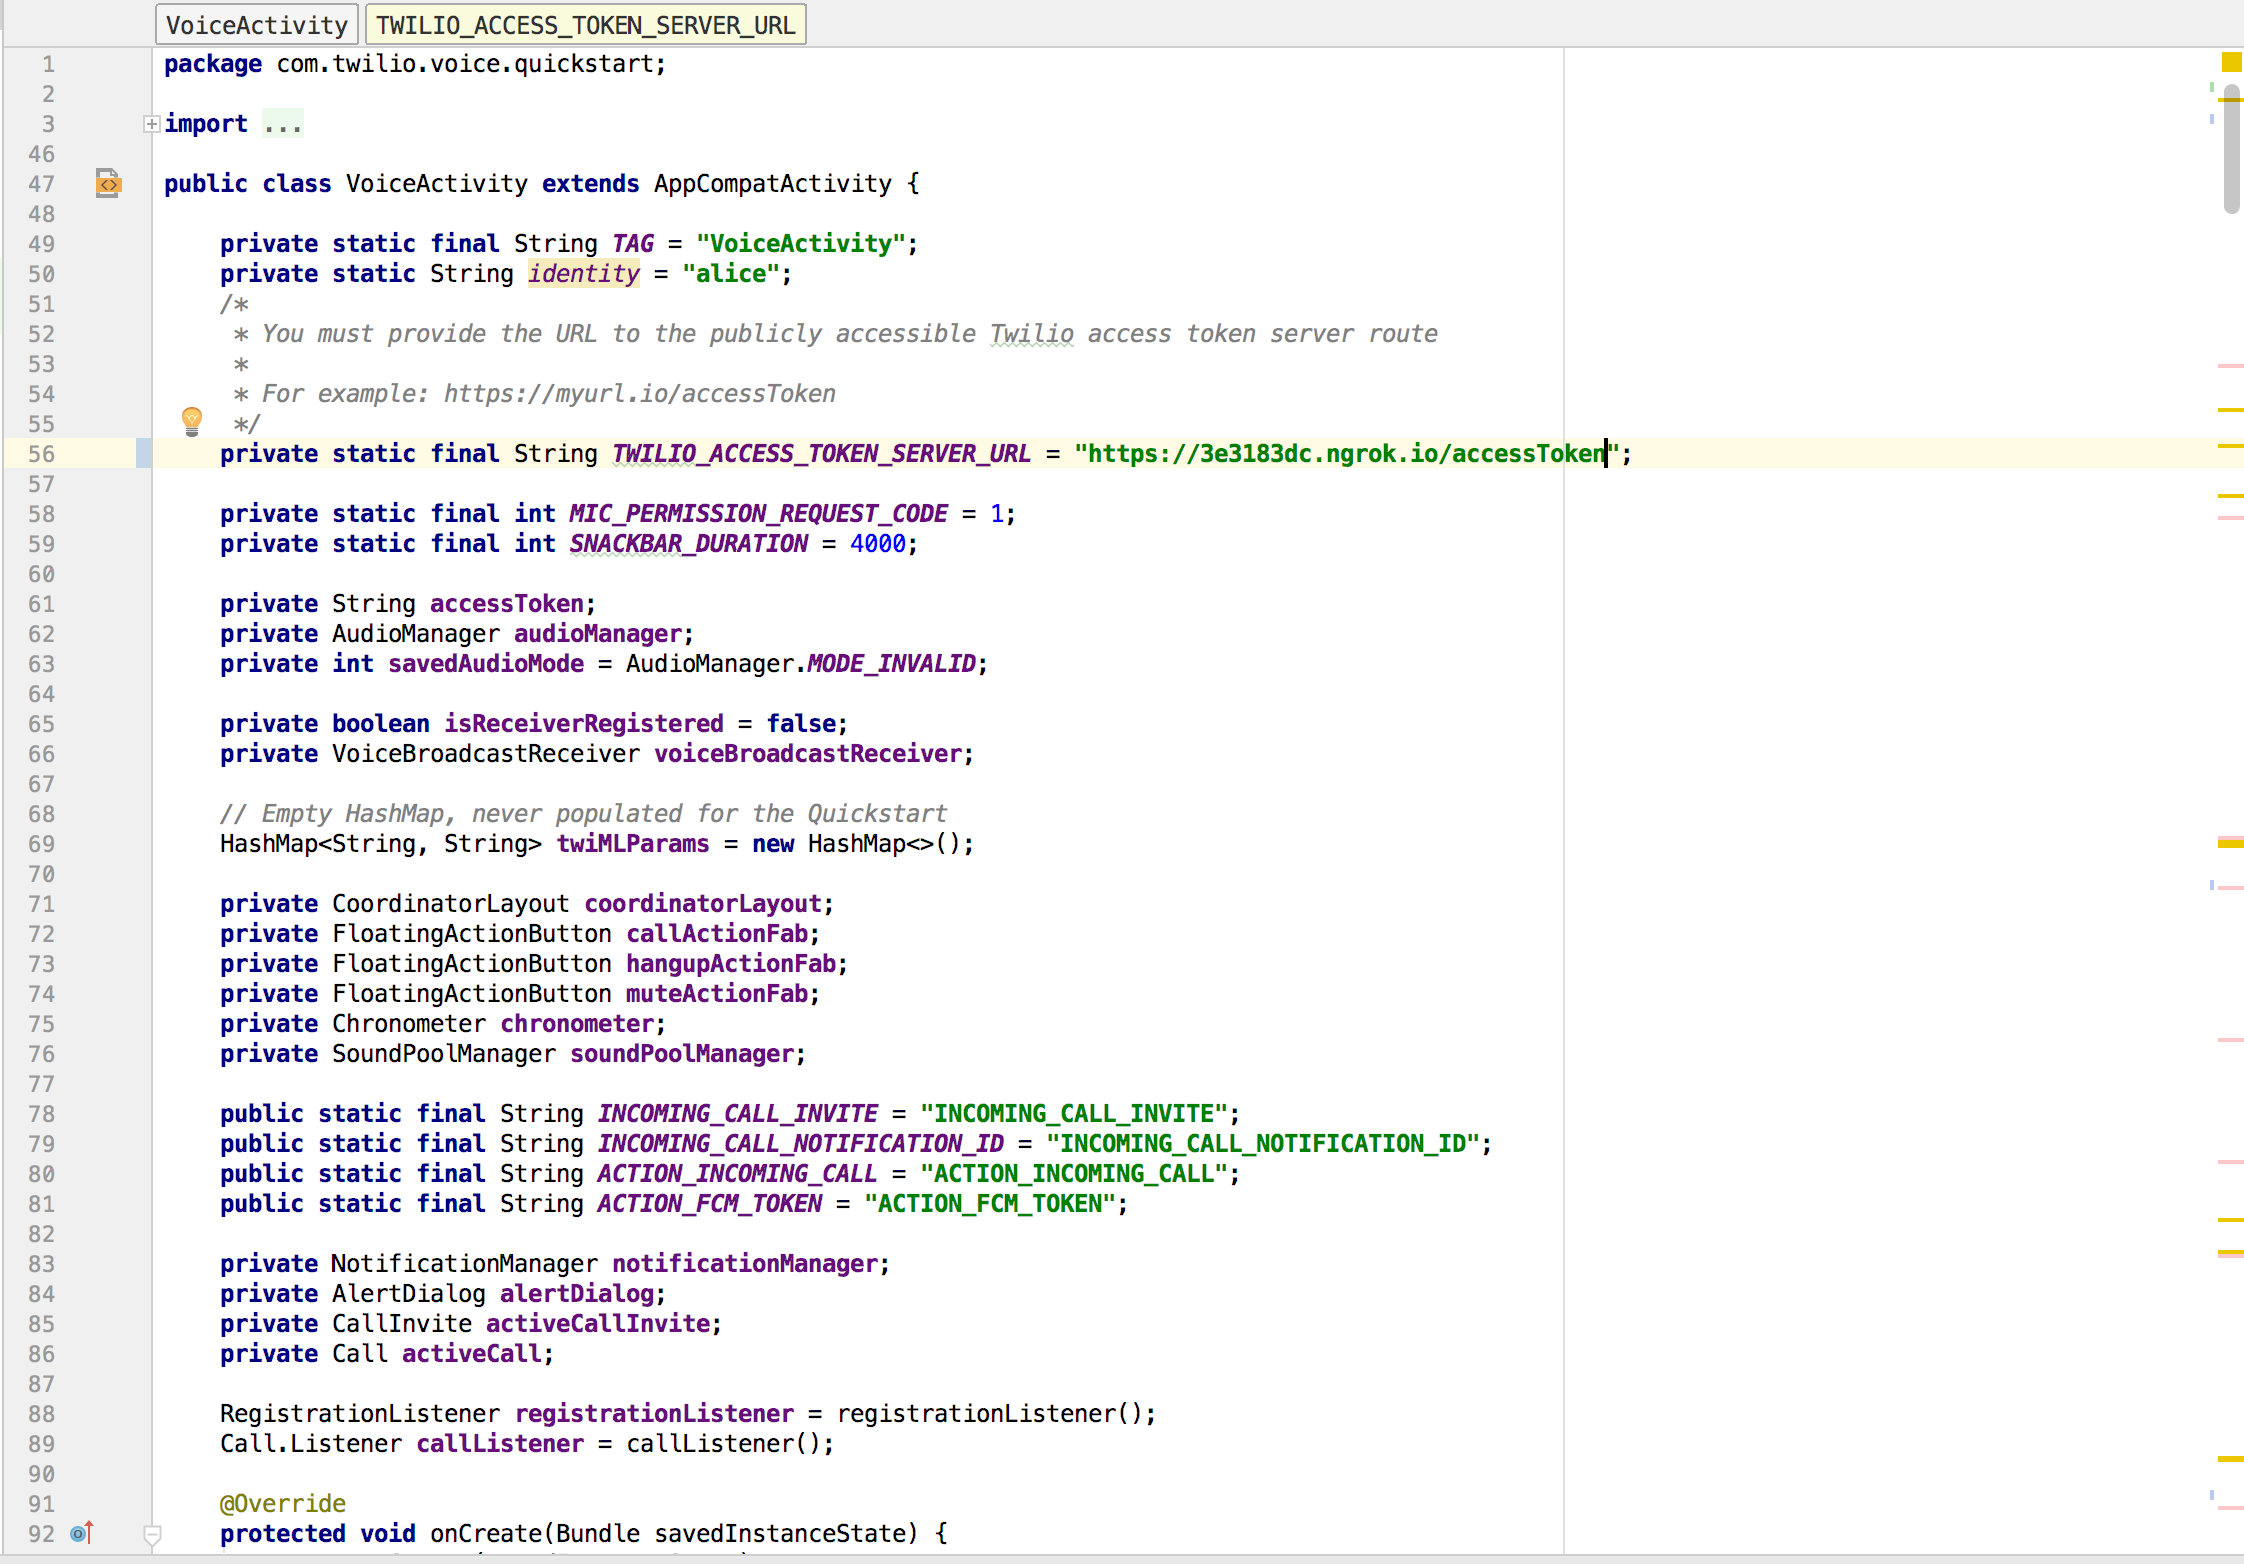 VoiceActivity TWILIO_ACCESS_TOKEN_SERVER_URL
1 package com.twilio.voice.quickstart;
2
3 import ...
46
47 public class VoiceActivity extends AppCompatActivity {
48
49 private static final String TAG = "VoiceActivity";
50 private static String identity = "alice";
51 /*
52 * You must provide the URL to the publicly accessible Twilio access token server route
53 *
54 * For example: https://myurl.io/accessToken
55 */
56 private static final String TWILIO_ACCESS_TOKEN_SERVER_URL = "https://3e3183dc.ngrok.io/accessToken";
57
58 private static final int MIC_PERMISSION_REQUEST_CODE = 1;
59 private static final int SNACKBAR_DURATION = 4000;
60
61 private String accessToken;
62 private AudioManager audioManager;
63 private int savedAudioMode = AudioManager.MODE_INVALID;
64
65 private boolean isReceiverRegistered = false;
66 private VoiceBroadcastReceiver voiceBroadcastReceiver;
67
68 // Empty HashMap, never populated for the Quickstart
69 HashMap<String, String> twiMLParams = new HashMap<>();
70
71 private CoordinatorLayout coordinatorLayout;
72 private FloatingActionButton callActionFab;
73 private FloatingActionButton hangupActionFab;
74 private FloatingActionButton muteActionFab;
75 private Chronometer chronometer;
76 private SoundPoolManager soundPoolManager;
77
78 public static final String INCOMING_CALL_INVITE = "INCOMING_CALL_INVITE";
79 public static final String INCOMING_CALL_NOTIFICATION_ID = "INCOMING_CALL_NOTIFICATION_ID";
80 public static final String ACTION_INCOMING_CALL = "ACTION_INCOMING_CALL";
81 public static final String ACTION_FCM_TOKEN = "ACTION_FCM_TOKEN";
82
83 private NotificationManager notificationManager;
84 private AlertDialog alertDialog;
85 private CallInvite activeCallInvite;
86 private Call activeCall;
87
88 RegistrationListener registrationListener = registrationListener();
89 Call.Listener callListener = callListener();
90
91 @Override
92 protected void onCreate(Bundle savedInstanceState) {